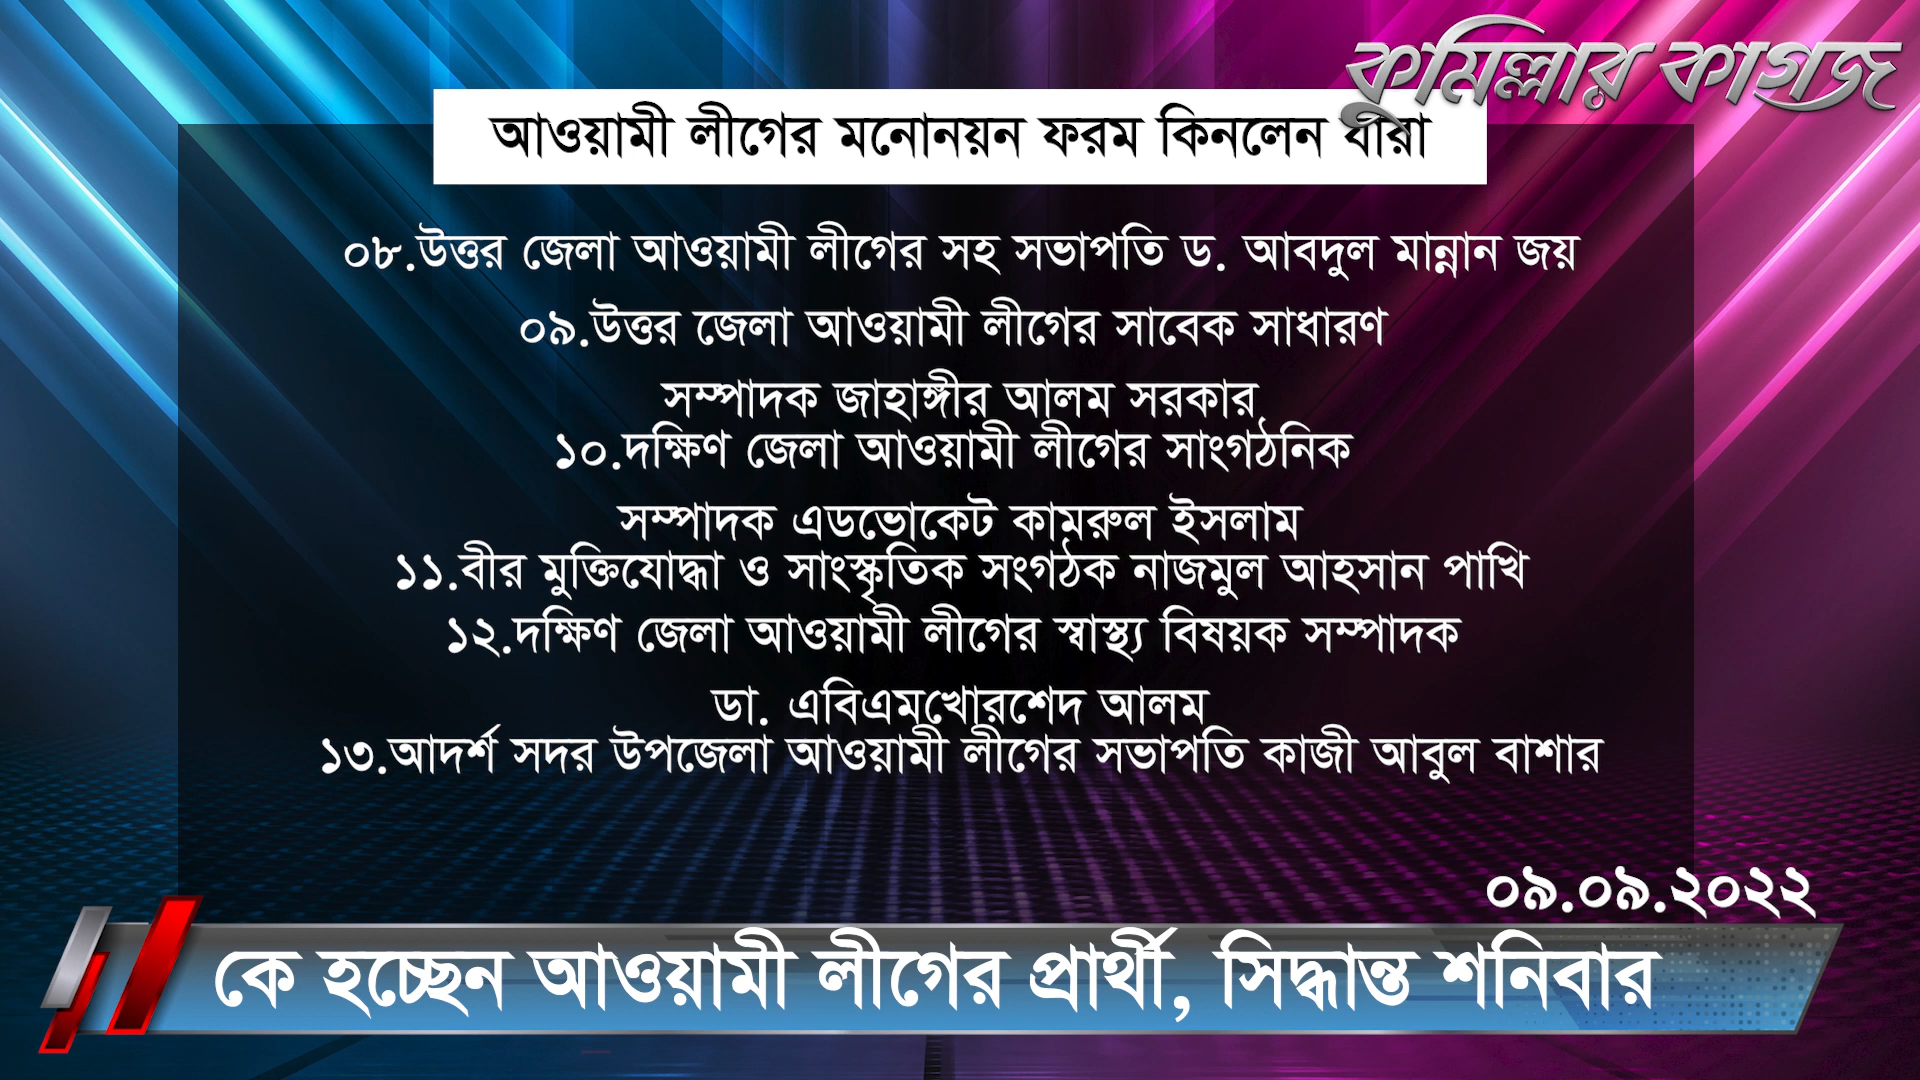 কুমিল্লার কাগজ
আওয়ামী লীগের মনোনয়ন ফরম কিনলেন যারা
০৮.উত্তর জেলা আওয়ামী লীগের সহ সভাপতি ড. আবদুল মান্নান জয়
০৯.উত্তর জেলা আওয়ামী লীগের সাবেক সাধারণ
সম্পাদক জাহাঙ্গীর আলম সরকার
১০.দক্ষিণ জেলা আওয়ামী লীগের সাংগঠনিক
সম্পাদক এডভোকেট কামরুল ইসলাম
১১.বীর মুক্তিযোদ্ধা ও সাংস্কৃতিক সংগঠক নাজমুল আহসান পাখি
১২.দক্ষিণ জেলা আওয়ামী লীগের স্বাস্থ্য বিষয়ক সম্পাদক
ডা. এবিএমখোরশেদ আলম
১৩.আদর্শ সদর উপজেলা আওয়ামী লীগের সভাপতি কাজী আবুল বাশার
০৯.০৯.২০২২
কে হচ্ছেন আওয়ামী লীগের প্রার্থী, সিদ্ধান্ত শনিবার